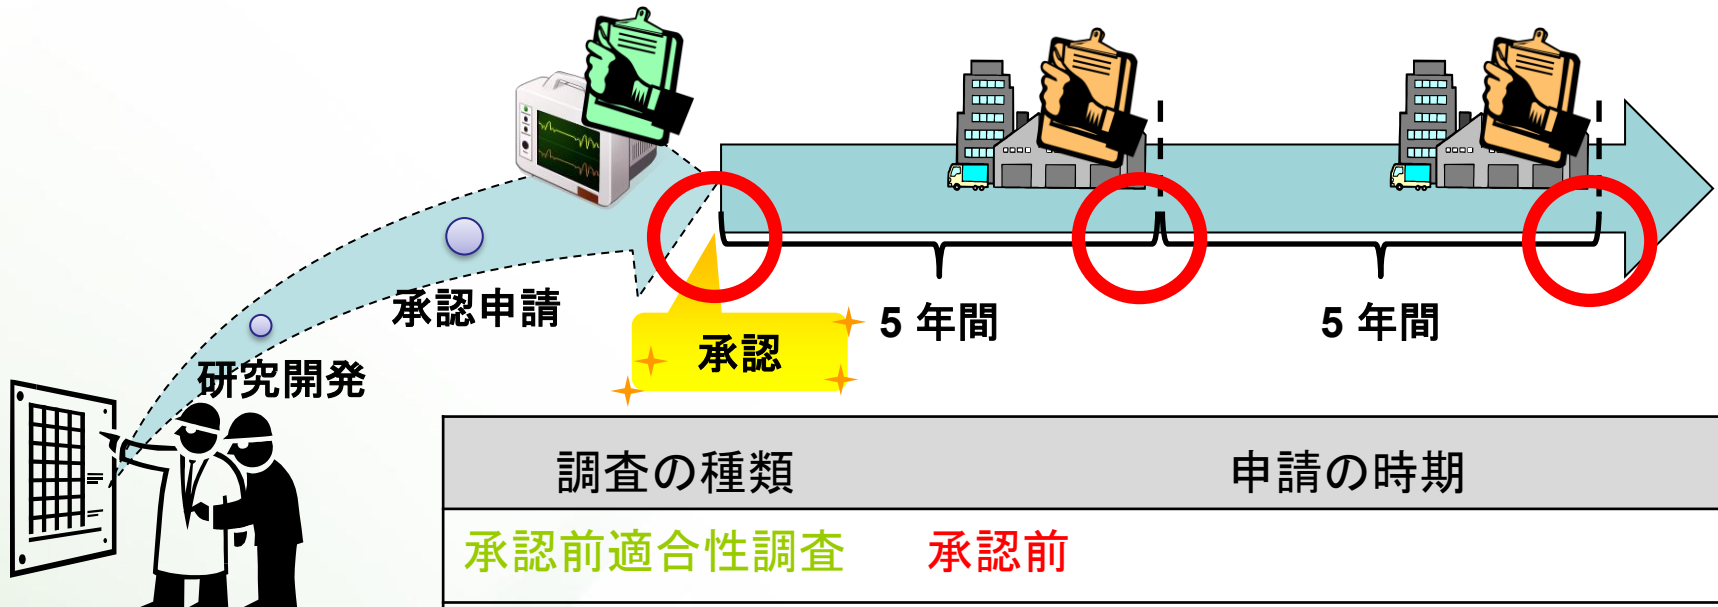 承認申請
研究開発
承認
5 年間
5 年間
調査の種類 申請の時期
承認前適合性調査 承認前